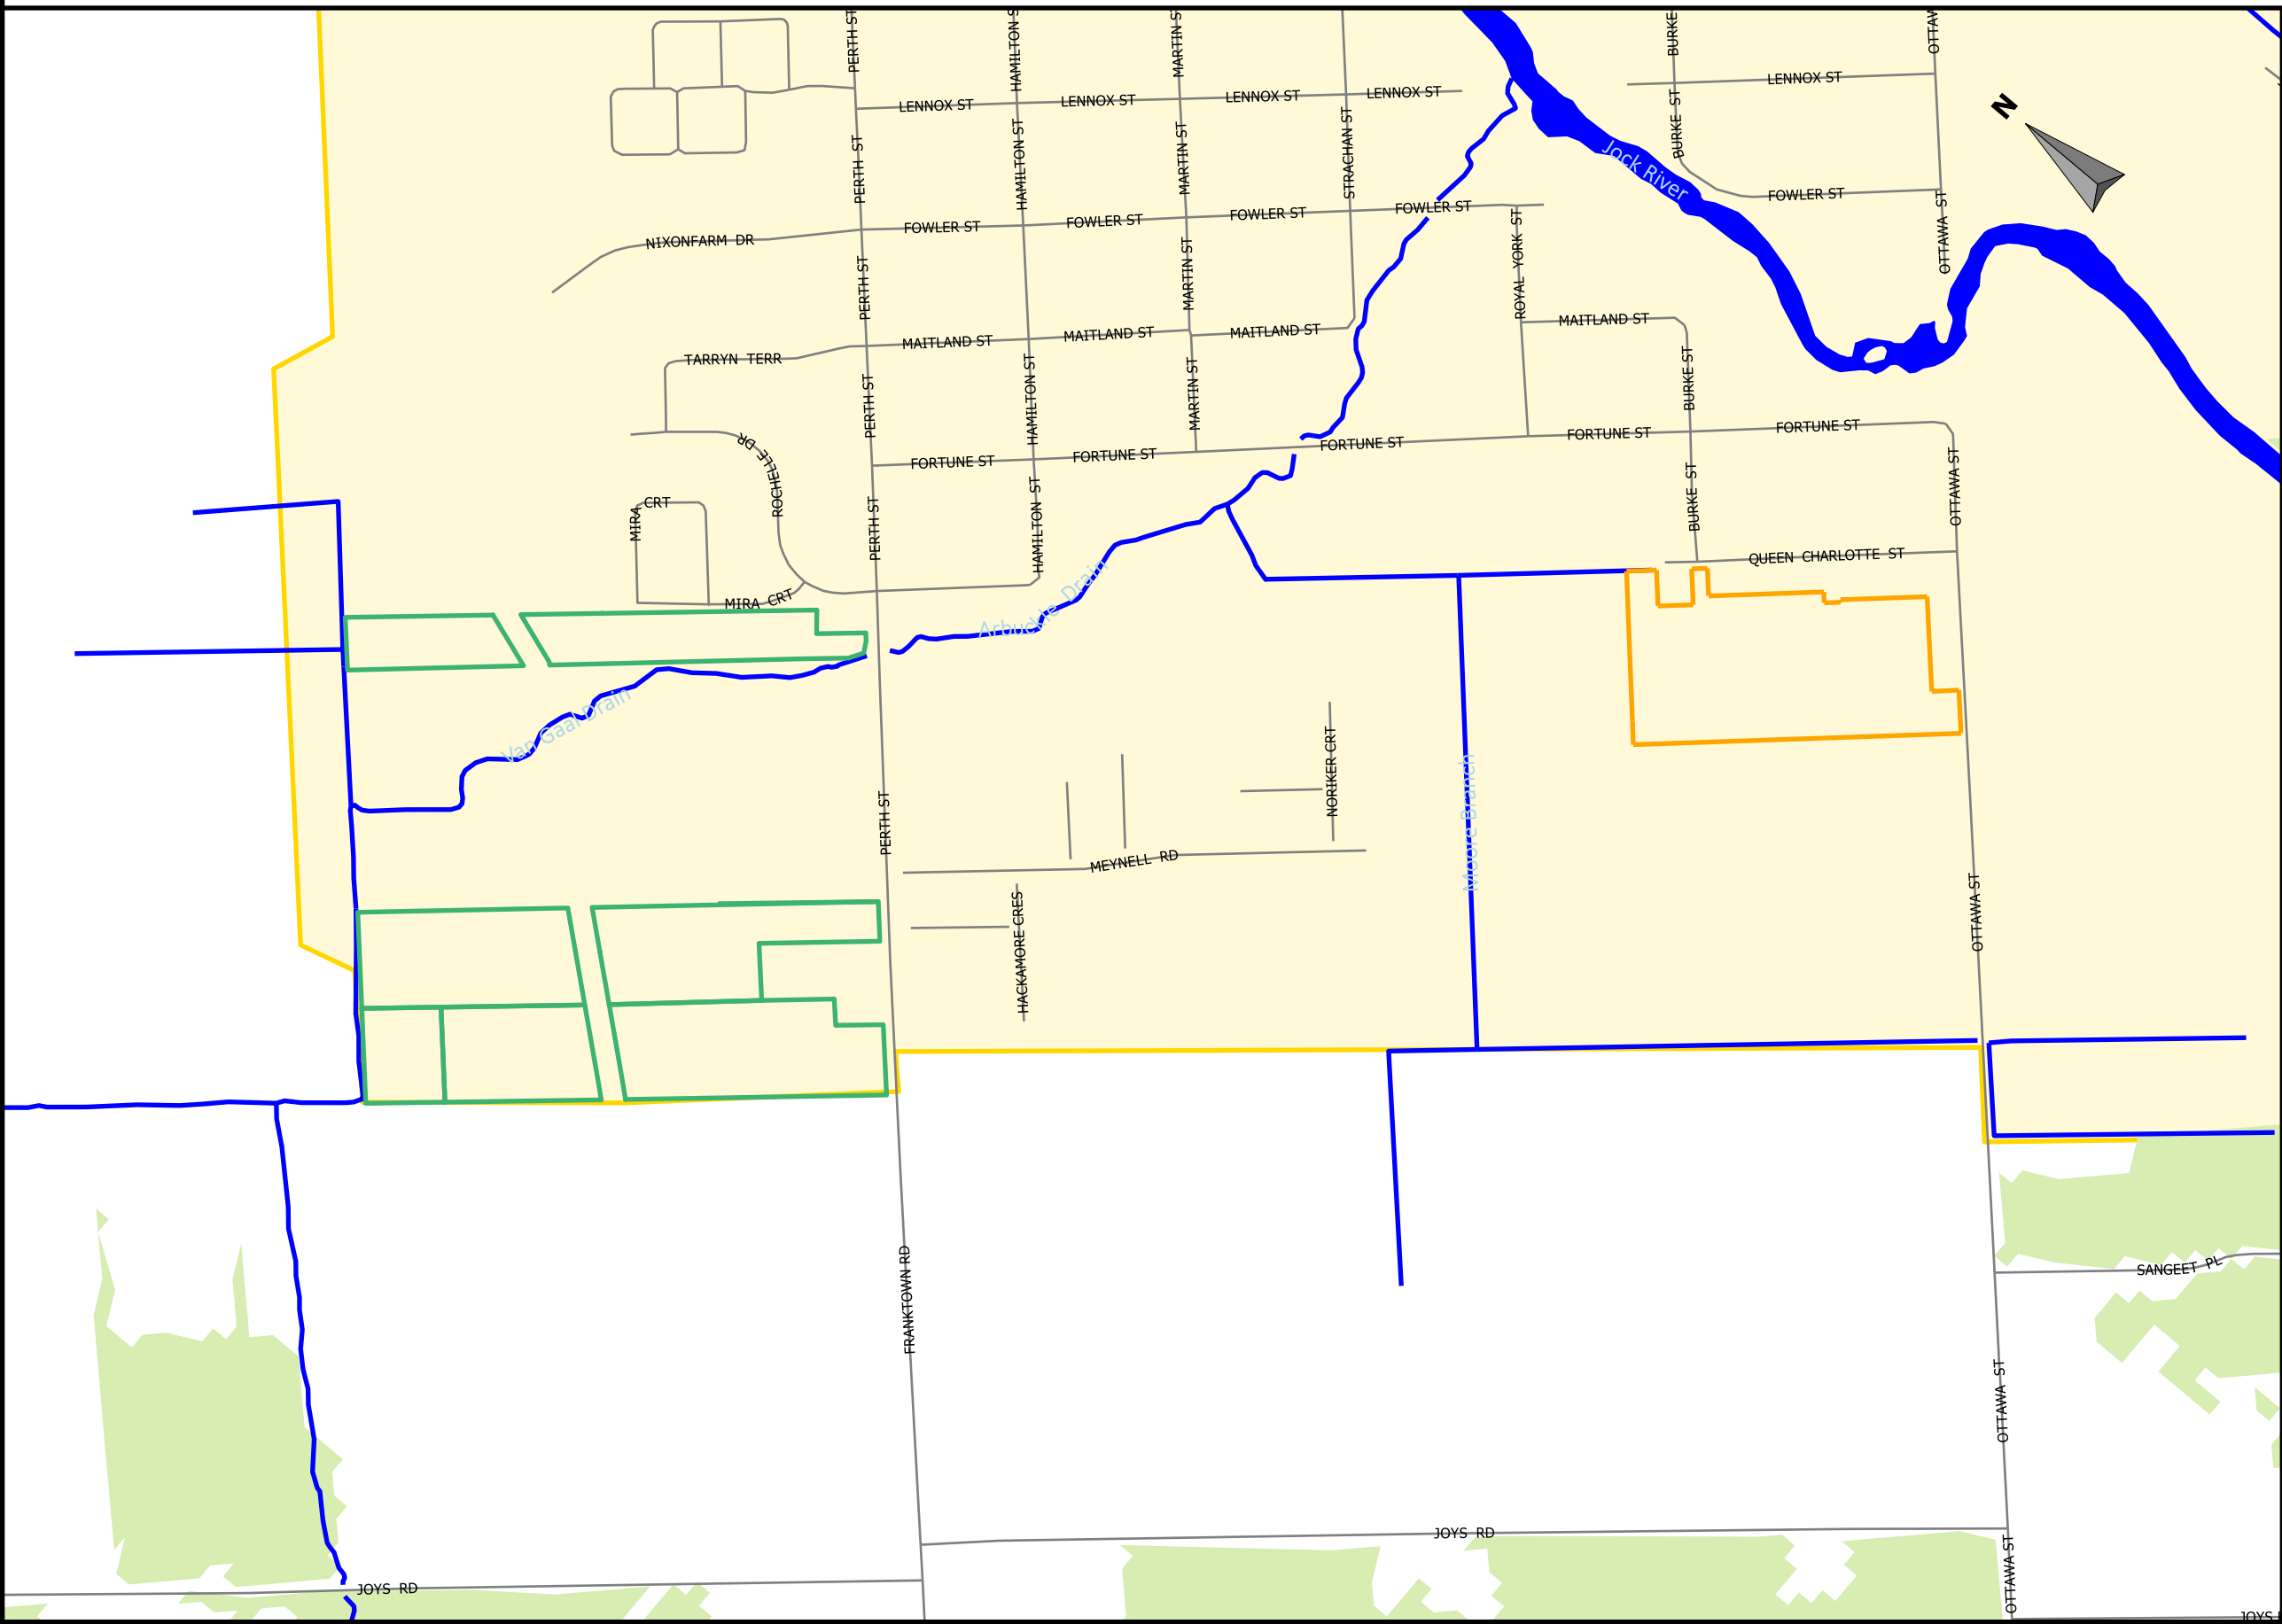 PERTH ST
HAMILTON S
MARTIN S
BURKE
OTTAW
LENNOX ST
LENNOX ST
LENNOX ST
LENNOX ST
LENNOX ST
N
PERTH ST
HAMILTON ST
MARTIN ST
STRACHAN ST
BURKE ST
Jock River
NIXONFARM DR
FOWLER ST
FOWLER ST
FOWLER ST
FOWLER ST
FOWLER ST
ROYAL YORK ST
OTTAWA ST
PERTH ST
MARTIN ST
TARRYN TERR
MAITLAND ST
MAITLAND ST
MAITLAND ST
MAITLAND ST
PERTH ST
HAMILTON ST
MARTIN ST
BURKE ST
ROCHELLE DR
FORTUNE ST
FORTUNE ST
FORTUNE ST
FORTUNE ST
FORTUNE ST
MIRA CRT
PERTH ST
HAMILTON ST
BURKE ST
OTTAWA ST
QUEEN CHARLOTTE ST
MIRA CRT
Arbuckle Drain
Van Gaal Drain
PERTH ST
NORIKER CRT
Moore Branch
MEYNELL RD
HACKAMORE CRES
OTTAWA ST
FRANKTOWN RD
SANGEET PL
OTTAWA ST
JOYS RD
JOYS RD
OTTAWA ST
JOYS